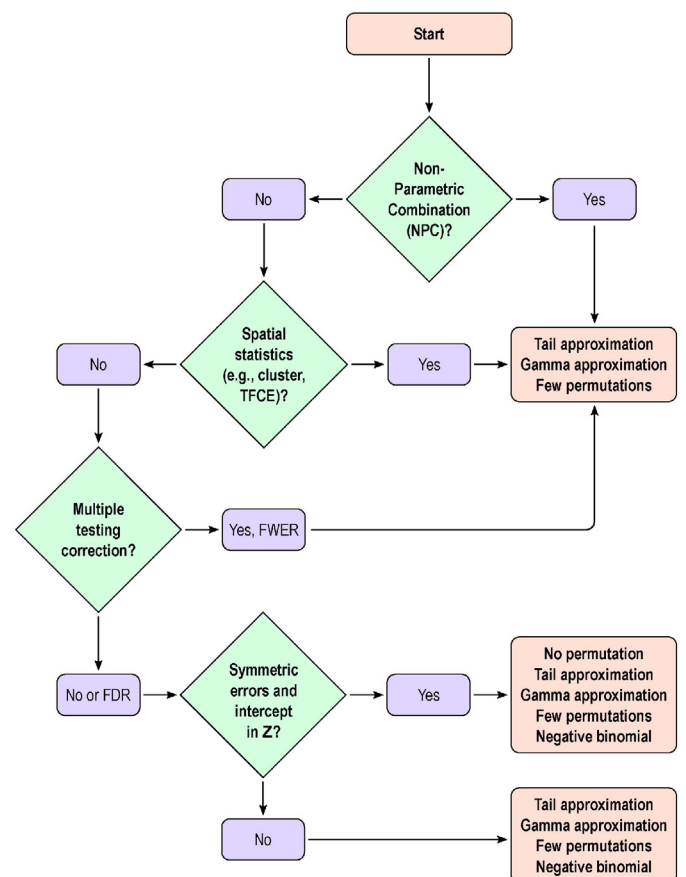 Start
Non-
Parametric
Combination
(NPC)?
No
Yes
Spatial
statistics
(e.g., cluster,
TFCE)?
No
Yes
Tail approximation
Gamma approximation
Few permutations
Multiple
testing
correction?
Yes, FWER
No or FDR
Symmetric
errors and
intercept
in Z?
Yes
No permutation
Tail approximation
Gamma approximation
Few permutations
Negative binomial
No
Tail approximation
Gamma approximation
Few permutations
Negative binomial